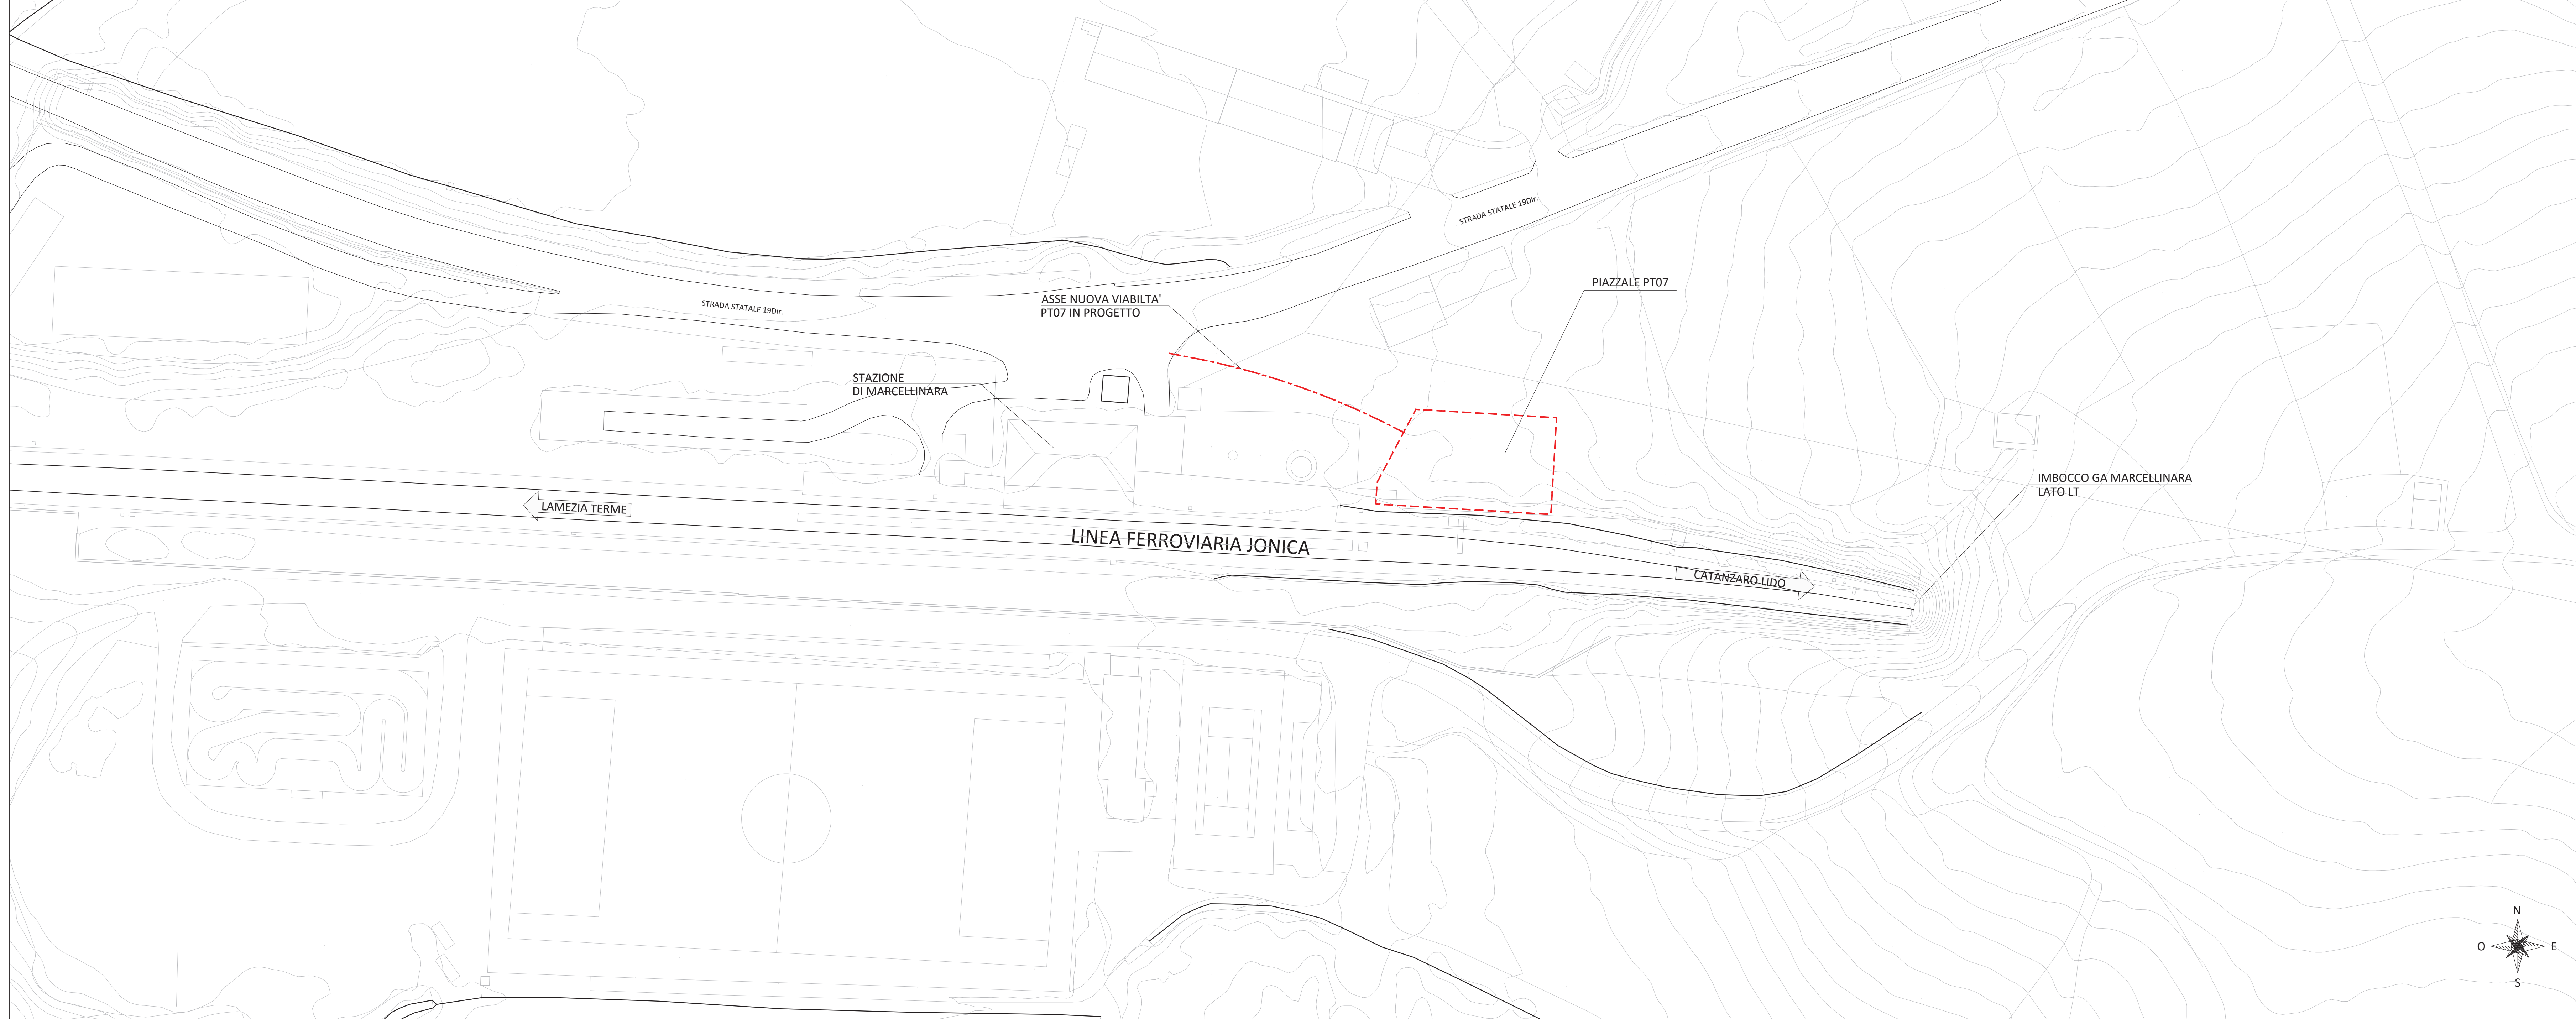 STRADA STATALE 19Dir.
PIAZZALE PT07
ASSE NUOVA VIABILTA'
PT07 IN PROGETTO
STRADA STATALE 19Dir.
STAZIONE
DI MARCELLINARA
IMBOCCO GA MARCELLINARA
LATO LT
LAMEZIA TERME
LINEA FERROVIARIA JONICA
CATANZARO LIDO
N
O
E
S